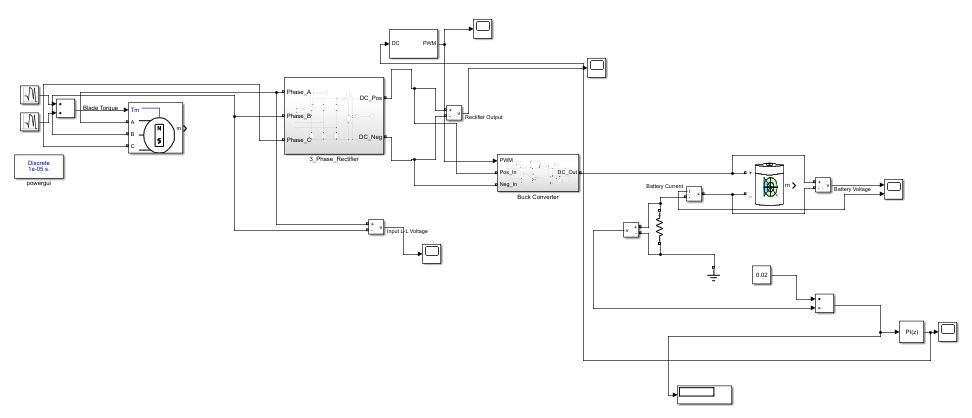 DC PWM
Blade Torque
Tm
A
B
C
m
Discrete
1e-05 s.
powergui
Phase_A
Phase_B
Phase_C
DC_Pos
DC_Neg
3_Phase_Rectifier
+
-
v
Rectifier Output
PWM
Pos_In
Neg_In
DC_Out
Buck Converter
+
-
v
Input L-L Voltage
Battery Current
i
+
-
+
-
m
+
-
v
Battery Voltage
v
+
-
0.02
PI(z)